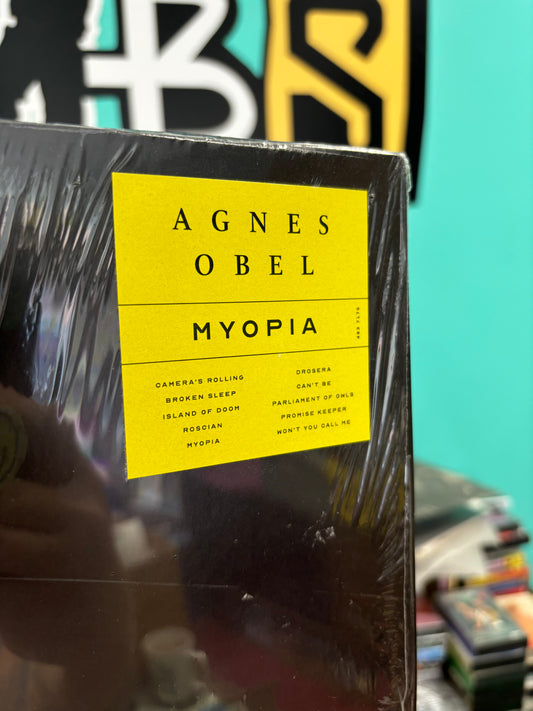 BS
AGNES
OBEL
MYOPIA
CAMERA'S ROLLING
BROKEN SLEEP
ISLAND OF DOOM
ROSCIAN
MYOPIA
DROSERA
CAN'T BE
PARLIAMENT OF OWLS
PROMISE KEEPER
WON'T YOU CALL ME